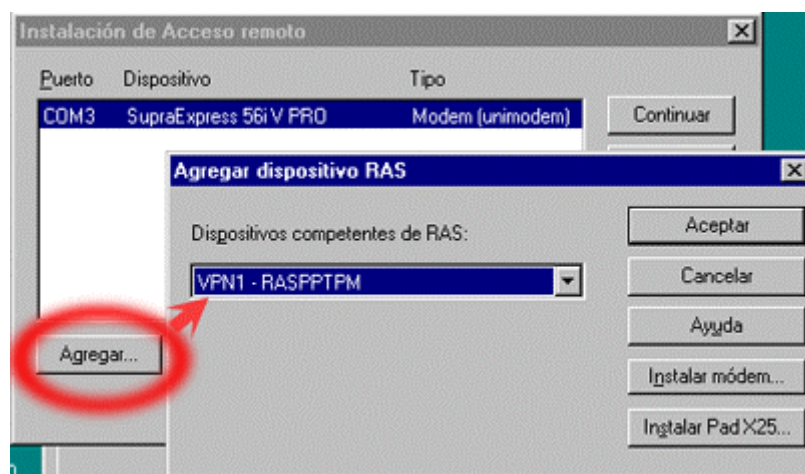 Instalación de Acceso remoto
Puerto Dispositivo Tipo
COM3 SupraExpress 56i V PRO Modem (unimodem)
Continuar
Agregar dispositivo RAS
Dispositivos competentes de RAS:
VPN1 - RASPPTPM
Aceptar
Cancelar
Ayuda
Instalar módem...
Instalar Pad X25...
Agregar...